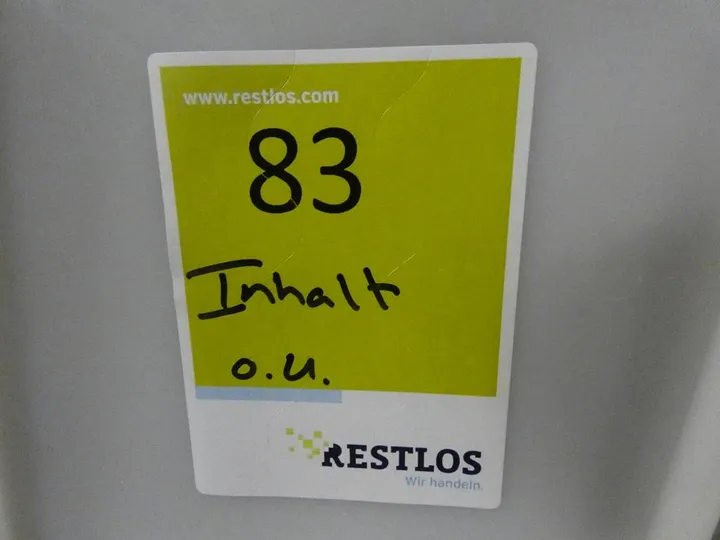 www.restlos.com
83
Inhalt
o.u.
RESTLOS
Wir handeln.